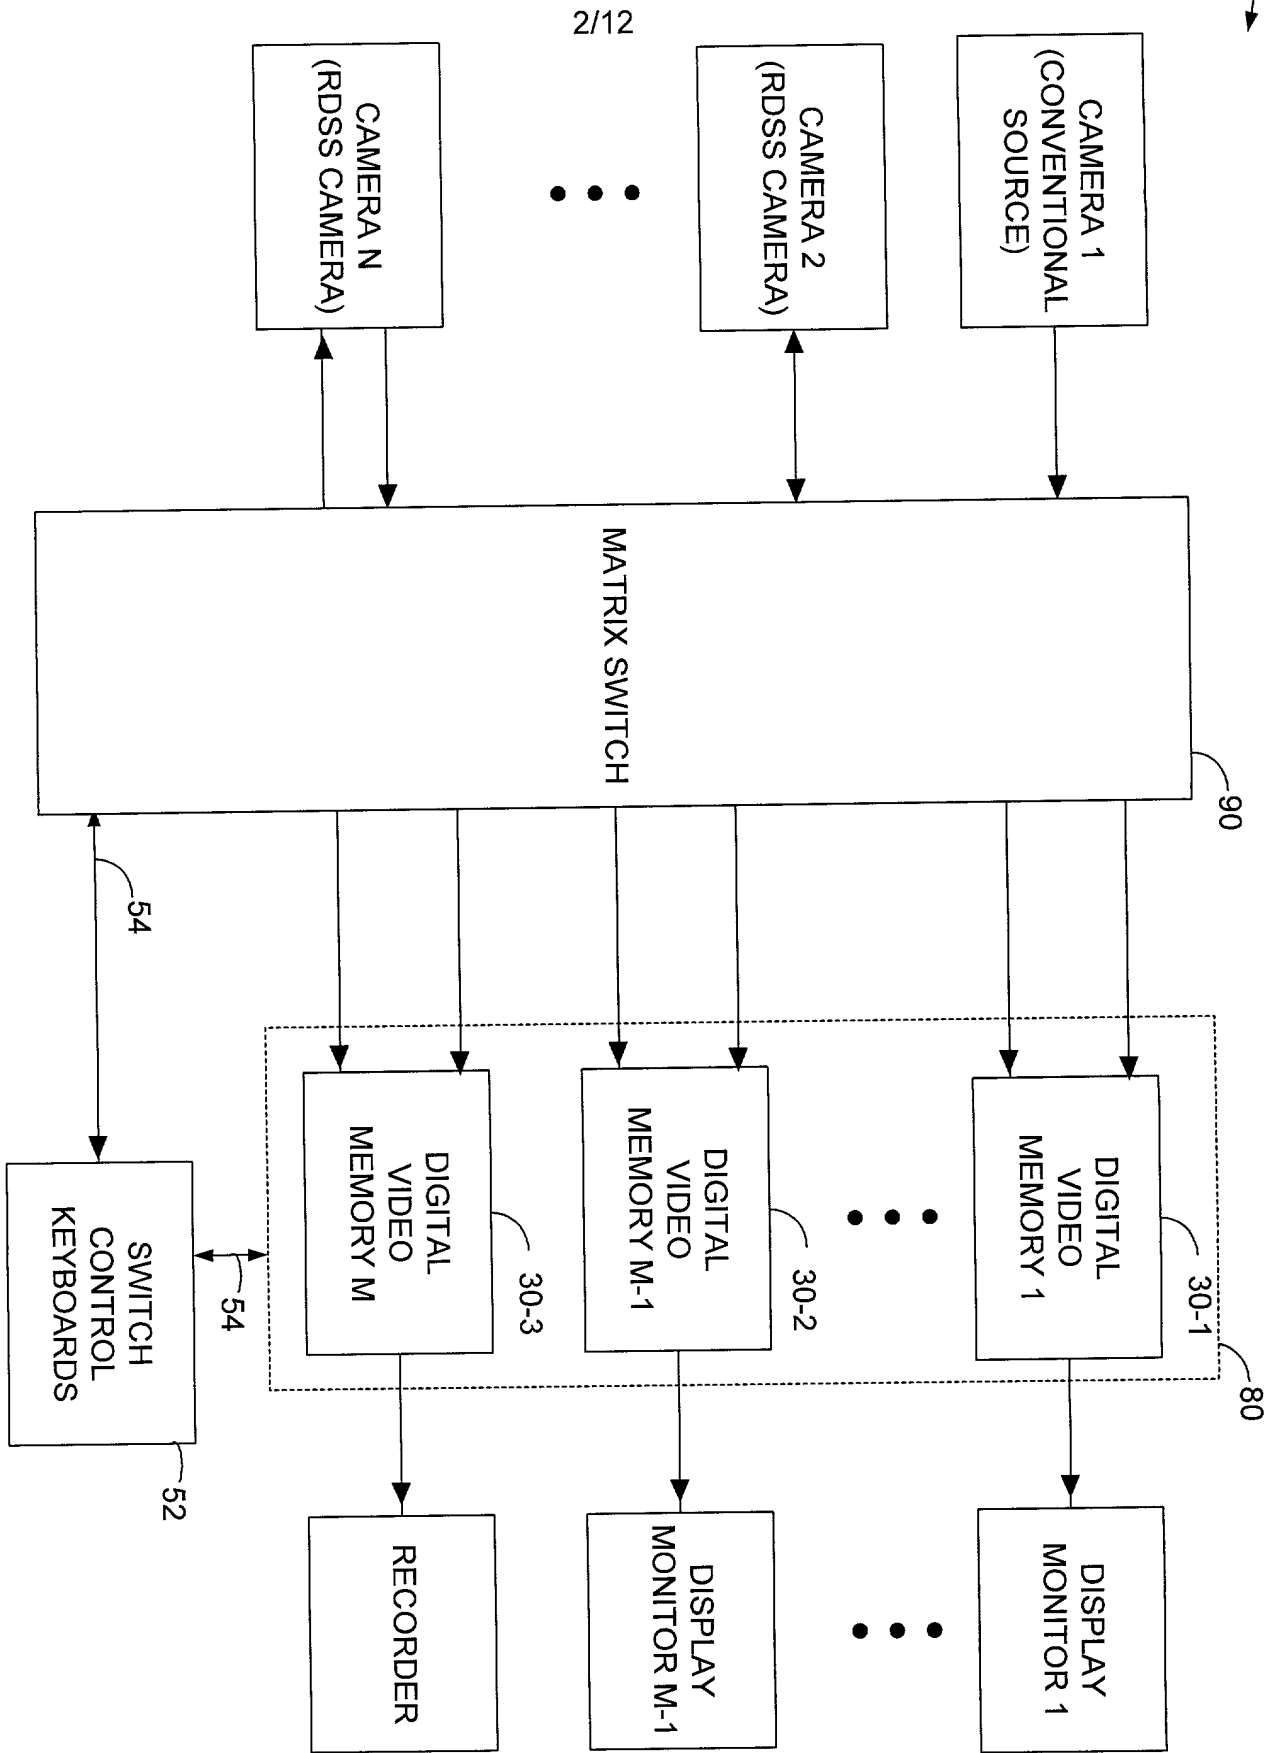 2/12
CAMERA 1
(CONVENTIONAL
SOURCE)
CAMERA 2
(RDSS CAMERA)
CAMERA N
(RDSS CAMERA)
MATRIX SWITCH
90
54
DIGITAL
VIDEO
MEMORY 1
30-1
DIGITAL
VIDEO
MEMORY M-1
30-2
DIGITAL
VIDEO
MEMORY M
30-3
80
54
SWITCH
CONTROL
KEYBOARDS
52
DISPLAY
MONITOR 1
DISPLAY
MONITOR M-1
RECORDER